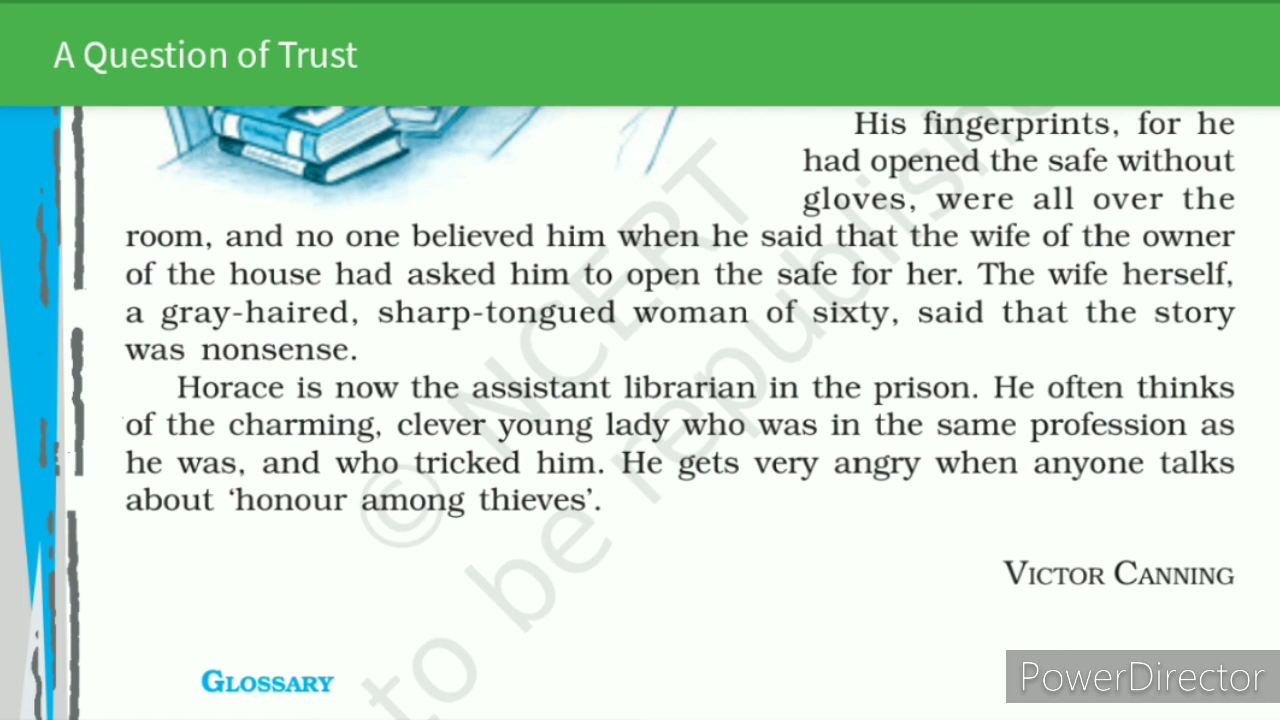 A Question of Trust
His fingerprints, for he
had opened the safe without
gloves, were all over the
room, and no one believed him when he said that the wife of the owner
of the house had asked him to open the safe for her. The wife herself,
a gray-haired, sharp-tongued woman of sixty, said that the story
was nonsense.
Horace is now the assistant librarian in the prison. He often thinks
of the charming, clever young lady who was in the same profession as
he was, and who tricked him. He gets very angry when anyone talks
about ‘honour among thieves’.
VICTOR CANNING
GLOSSARY
© NCERT
to be
PowerDirector